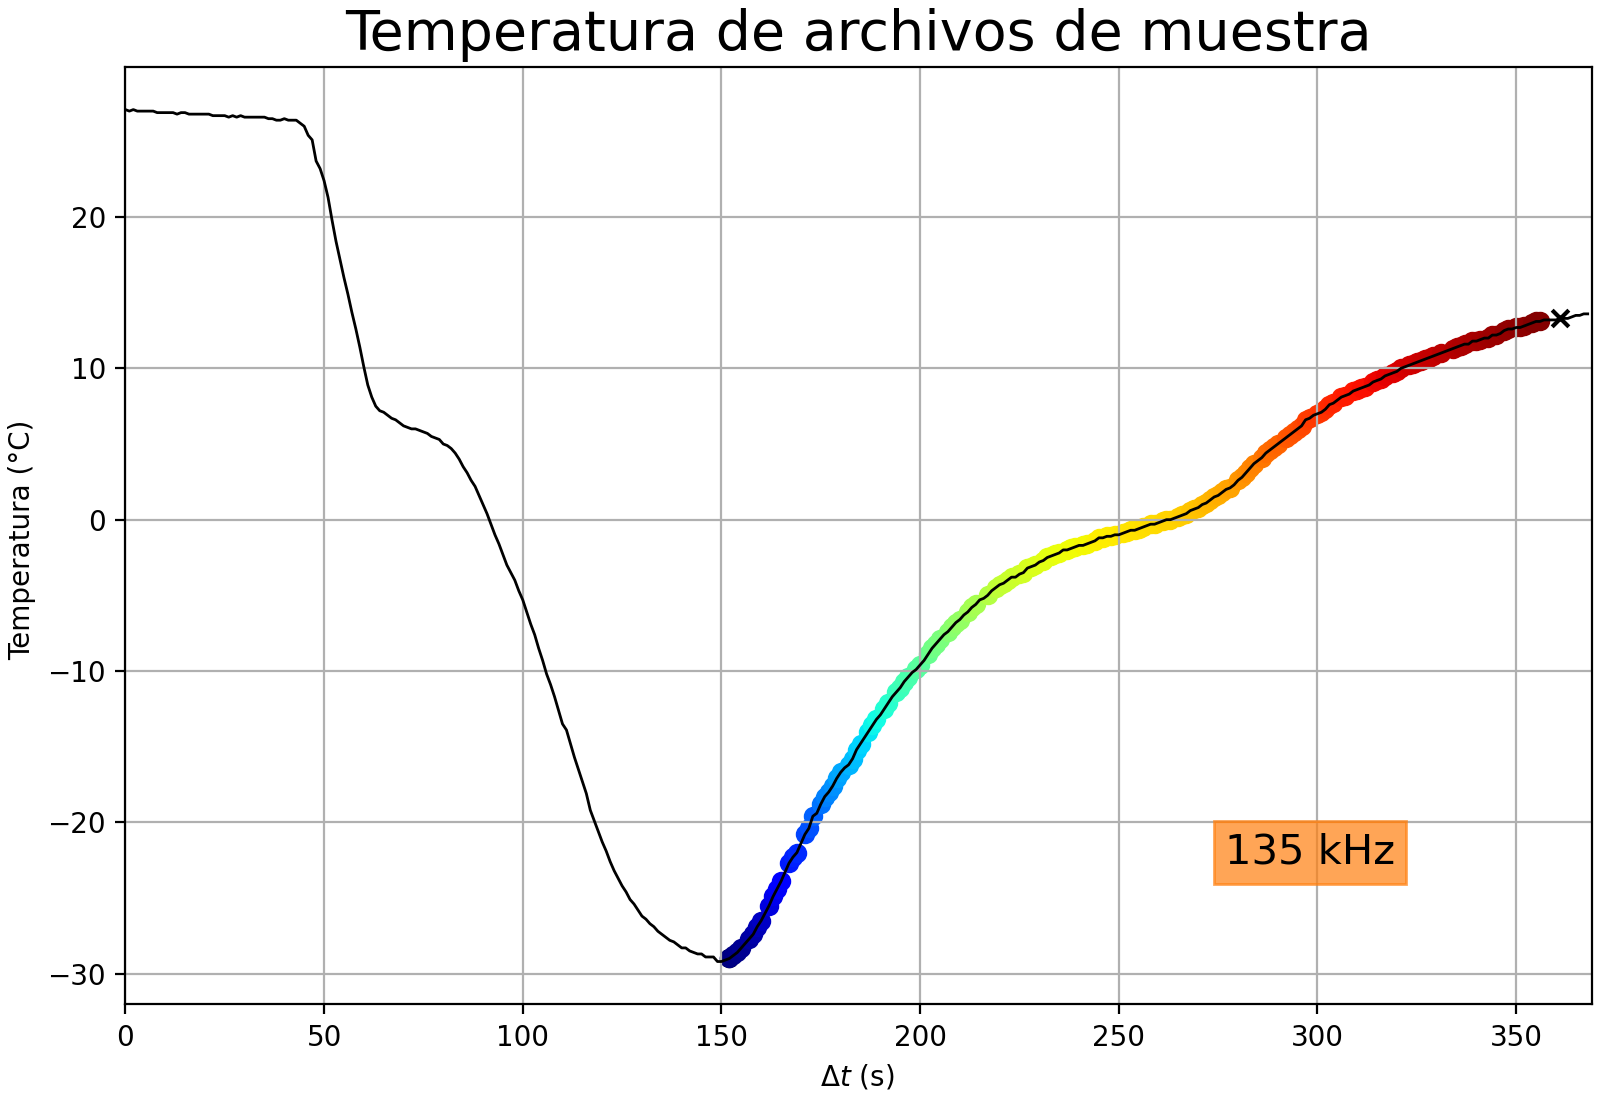 Temperatura de archivos de muestra
Temperatura (°C)
20
10
0
−10
−20
−30
135 kHz
0 50 100 150 200 250 300 350
Δt (s)